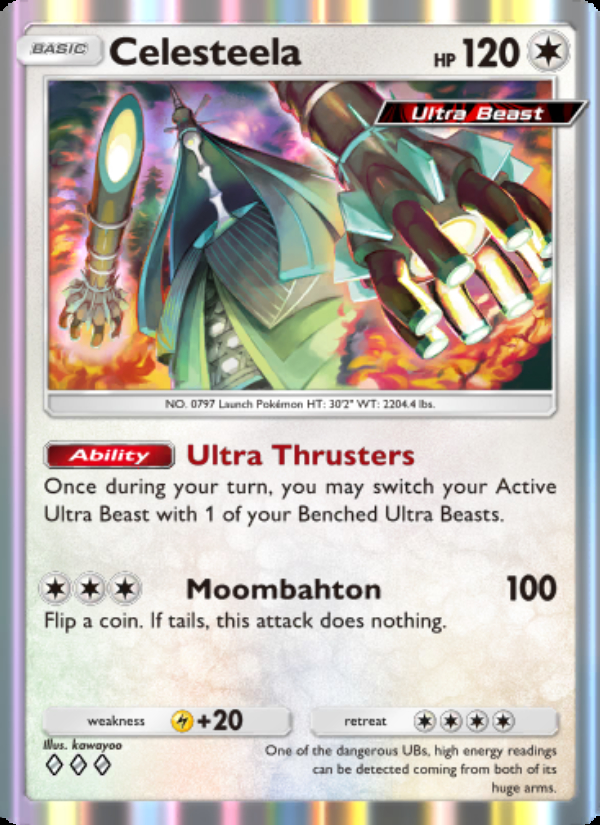 BASIC Celesteela HP 120
Ultra Beast
NO. 0797 Launch Pokémon HT: 30'2" WT: 2204.4 lbs.
Ability Ultra Thrusters
Once during your turn, you may switch your Active
Ultra Beast with 1 of your Benched Ultra Beasts.
Moombahton 100
Flip a coin. If tails, this attack does nothing.
weakness +20 retreat
Illus. kawayoo
One of the dangerous UBs, high energy readings
can be detected coming from both of its
huge arms.